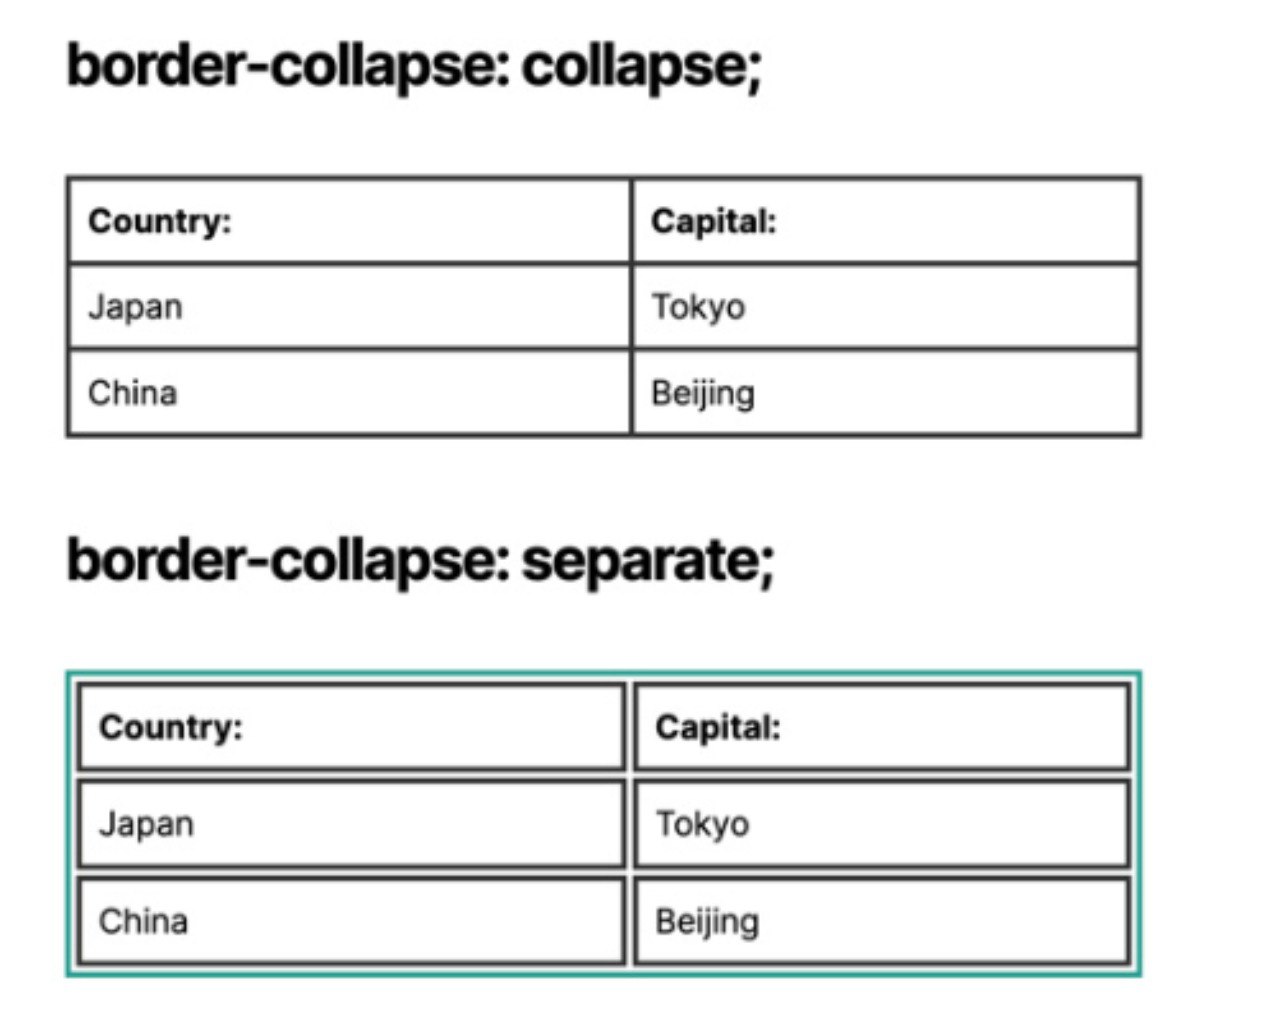 border-collapse: collapse;
Country: Capital:
Japan Tokyo
China Beijing
border-collapse: separate;
Country: Capital:
Japan Tokyo
China Beijing